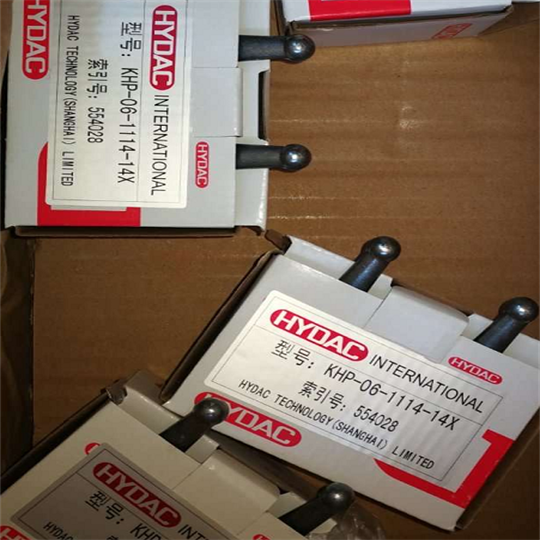 HYDAC
HYDAC INTERNATIONAL
型号: KHP-06-1114-14X
索引号: 554028
HYDAC TECHNOLOGY(SHANGHAI) LIMITED
HYDAC
HYDAC INTERNATIONAL
型号: KHP-06-1114-14X
索引号: 554028
HYDAC TECHNOLOGY(SHANGHAI) LIMITED
HYDAC
HYDAC
HYDAC
型号: KHP
HYDAC